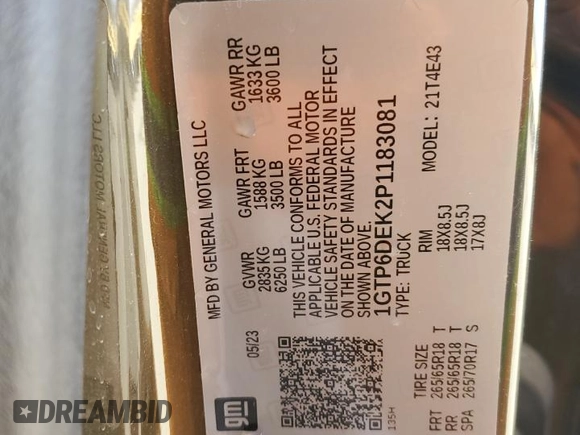 MFD BY GENERAL MOTORS LLC
05/23
GVWR
2835 KG
6250 LB
GAWR FRT
1588 KG
3500 LB
GAWR RR
1633 KG
3600 LB
THIS VEHICLE CONFORMS TO ALL
APPLICABLE U.S. FEDERAL MOTOR
VEHICLE SAFETY STANDARDS IN EFFECT
ON THE DATE OF MANUFACTURE
SHOWN ABOVE.
1GTP6DEK2P1183081
TYPE: TRUCK
MODEL: 21T4E43
gm
135H
TIRE SIZE RIM
FRT 265/65R18 T 18X8.5J
RR 265/65R18 T 18X8.5J
SPA 265/70R17 S 17X8J
DREAMBID